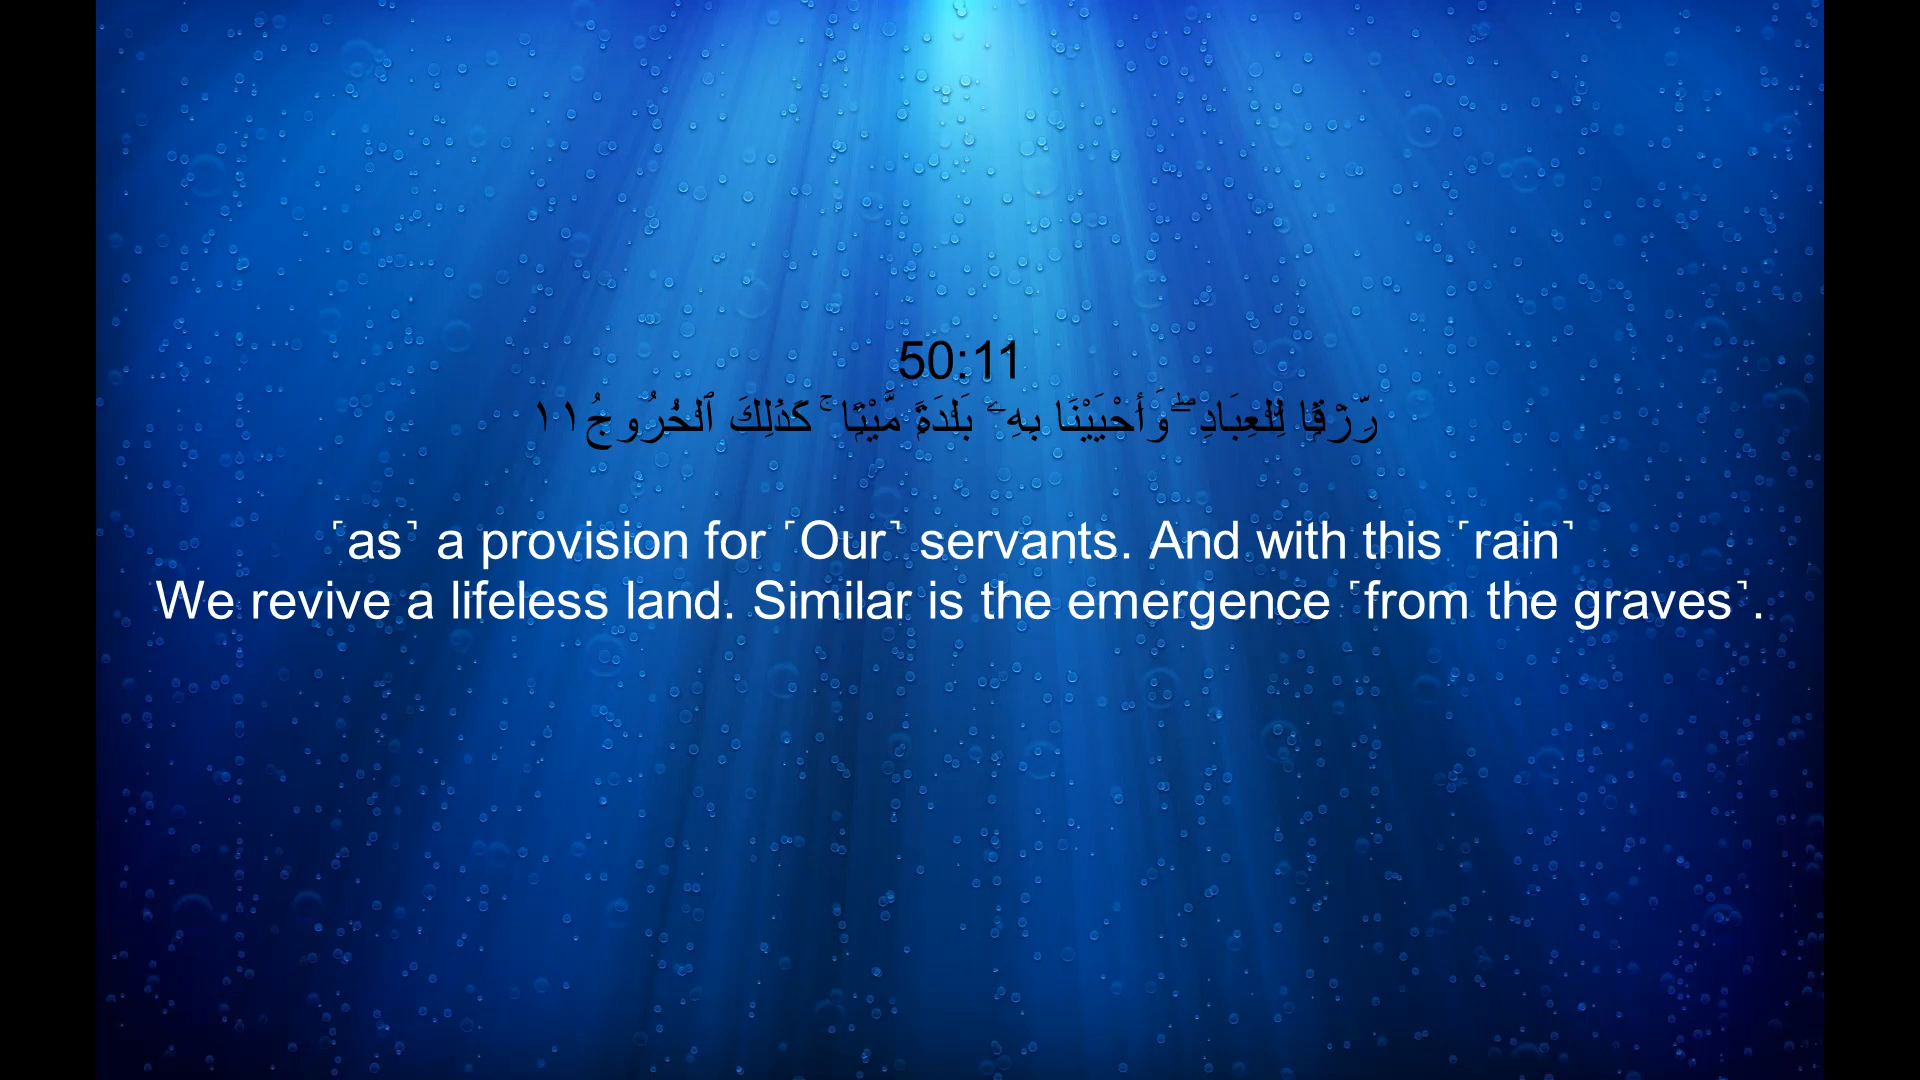 50:11
رِّزْقًا لِّلْعِبَادِ ۖ وَأَحْيَيْنَا بِهِۦ بَلْدَةً مَّيْتًا ۚ كَذَٰلِكَ ٱلْخُرُوجُ ١١
⸢as⸣ a provision for ⸢Our⸣ servants. And with this ⸢rain⸣
We revive a lifeless land. Similar is the emergence ⸢from the graves⸣.